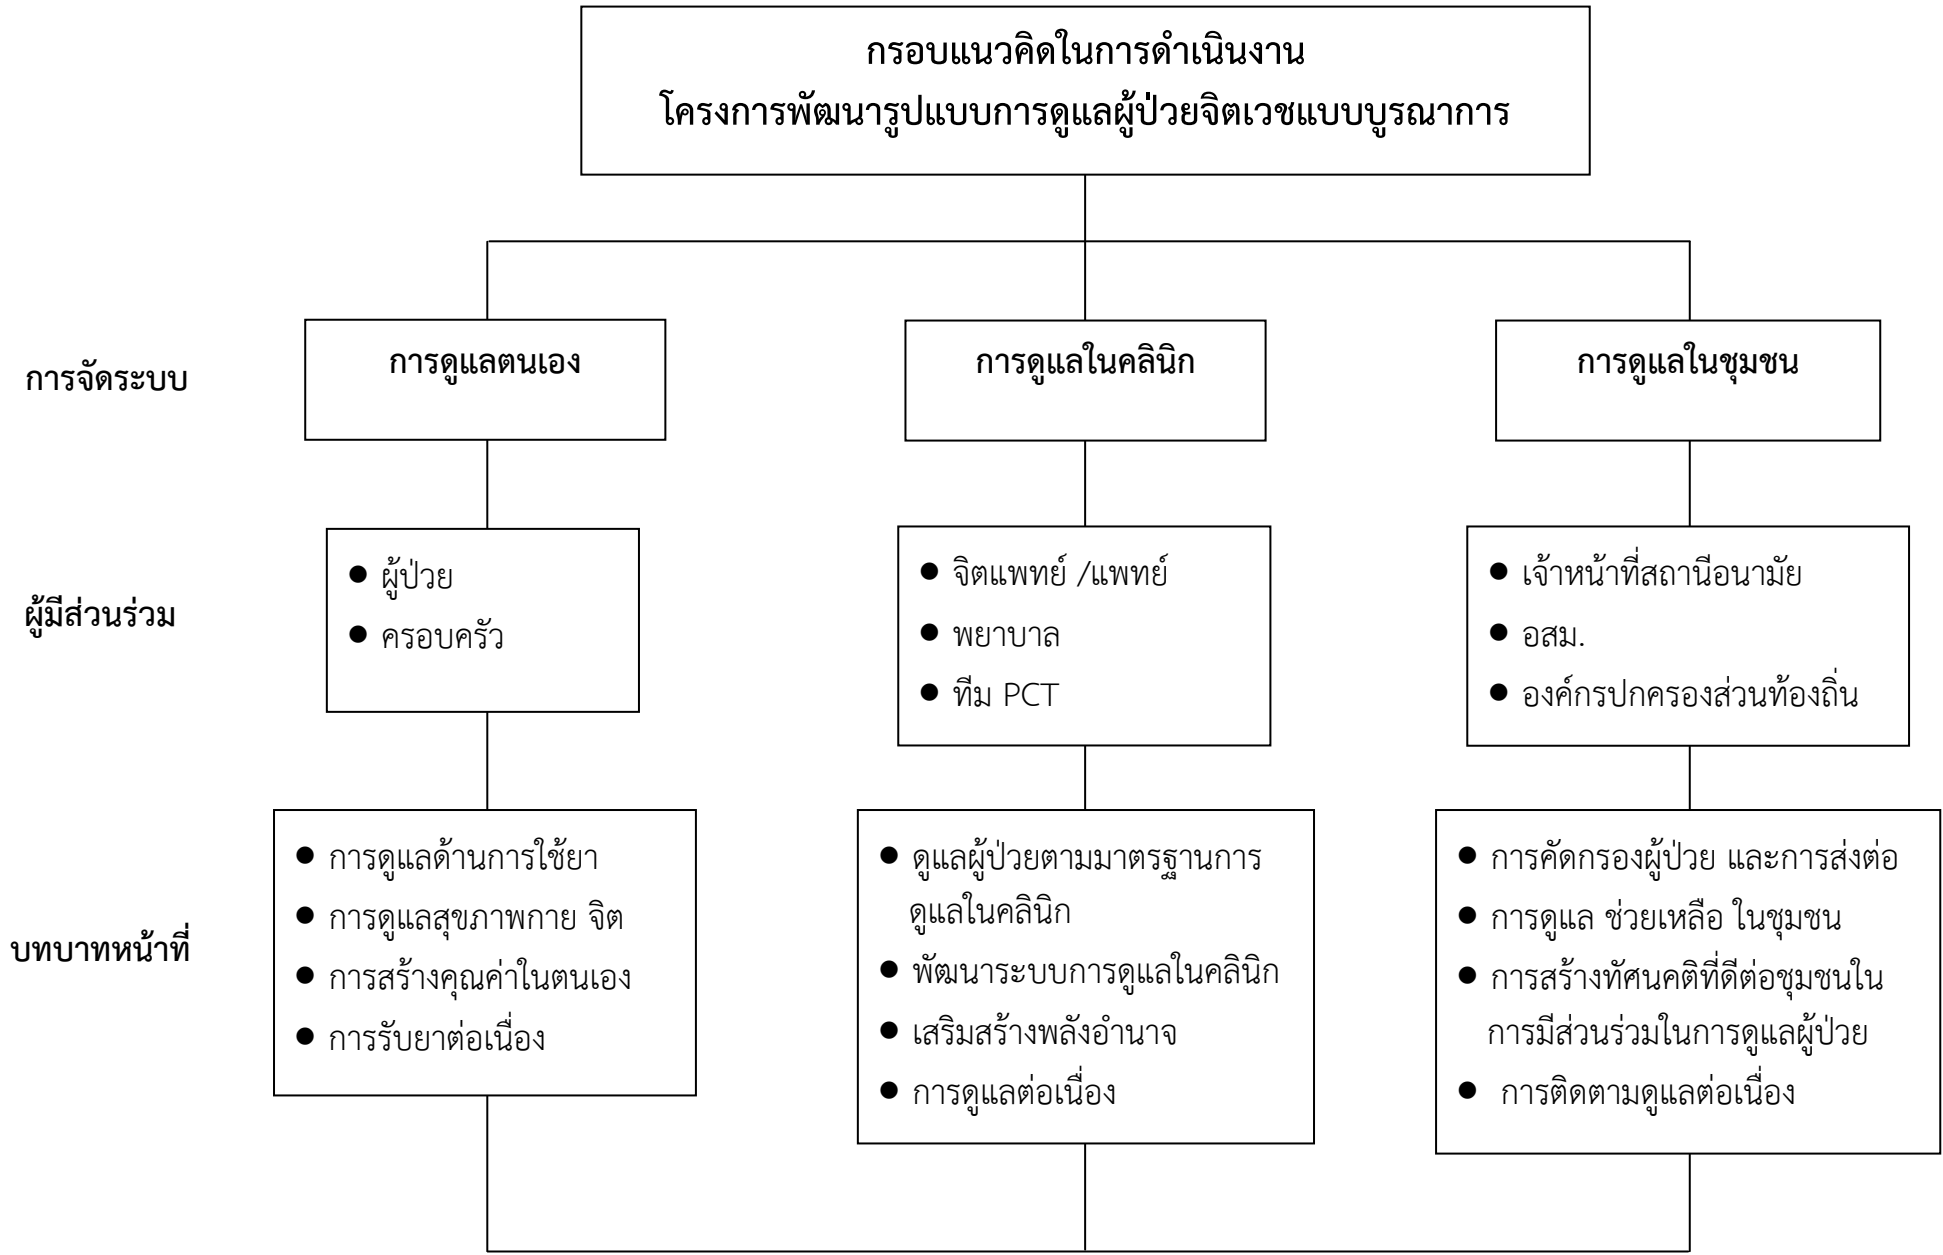 กรอบแนวคิดในการดำเนินงาน
โครงการพัฒนารูปแบบการดูแลผู้ป่วยจิตเวชแบบบูรณาการ
การจัดระบบ
การดูแลตนเอง
การดูแลในคลินิก
การดูแลในชุมชน
ผู้มีส่วนร่วม
● ผู้ป่วย
● ครอบครัว
● จิตแพทย์ /แพทย์
● พยาบาล
● ทีม PCT
● เจ้าหน้าที่สถานีอนามัย
● อสม.
● องค์กรปกครองส่วนท้องถิ่น
บทบาทหน้าที่
● การดูแลด้านการใช้ยา
● การดูแลสุขภาพกาย จิต
● การสร้างคุณค่าในตนเอง
● การรับยาต่อเนื่อง
● ดูแลผู้ป่วยตามมาตรฐานการ
ดูแลในคลินิก
● พัฒนาระบบการดูแลในคลินิก
● เสริมสร้างพลังอำนาจ
● การดูแลต่อเนื่อง
● การคัดกรองผู้ป่วย และการส่งต่อ
● การดูแล ช่วยเหลือ ในชุมชน
● การสร้างทัศนคติที่ดีต่อชุมชนใน
การมีส่วนร่วมในการดูแลผู้ป่วย
● การติดตามดูแลต่อเนื่อง